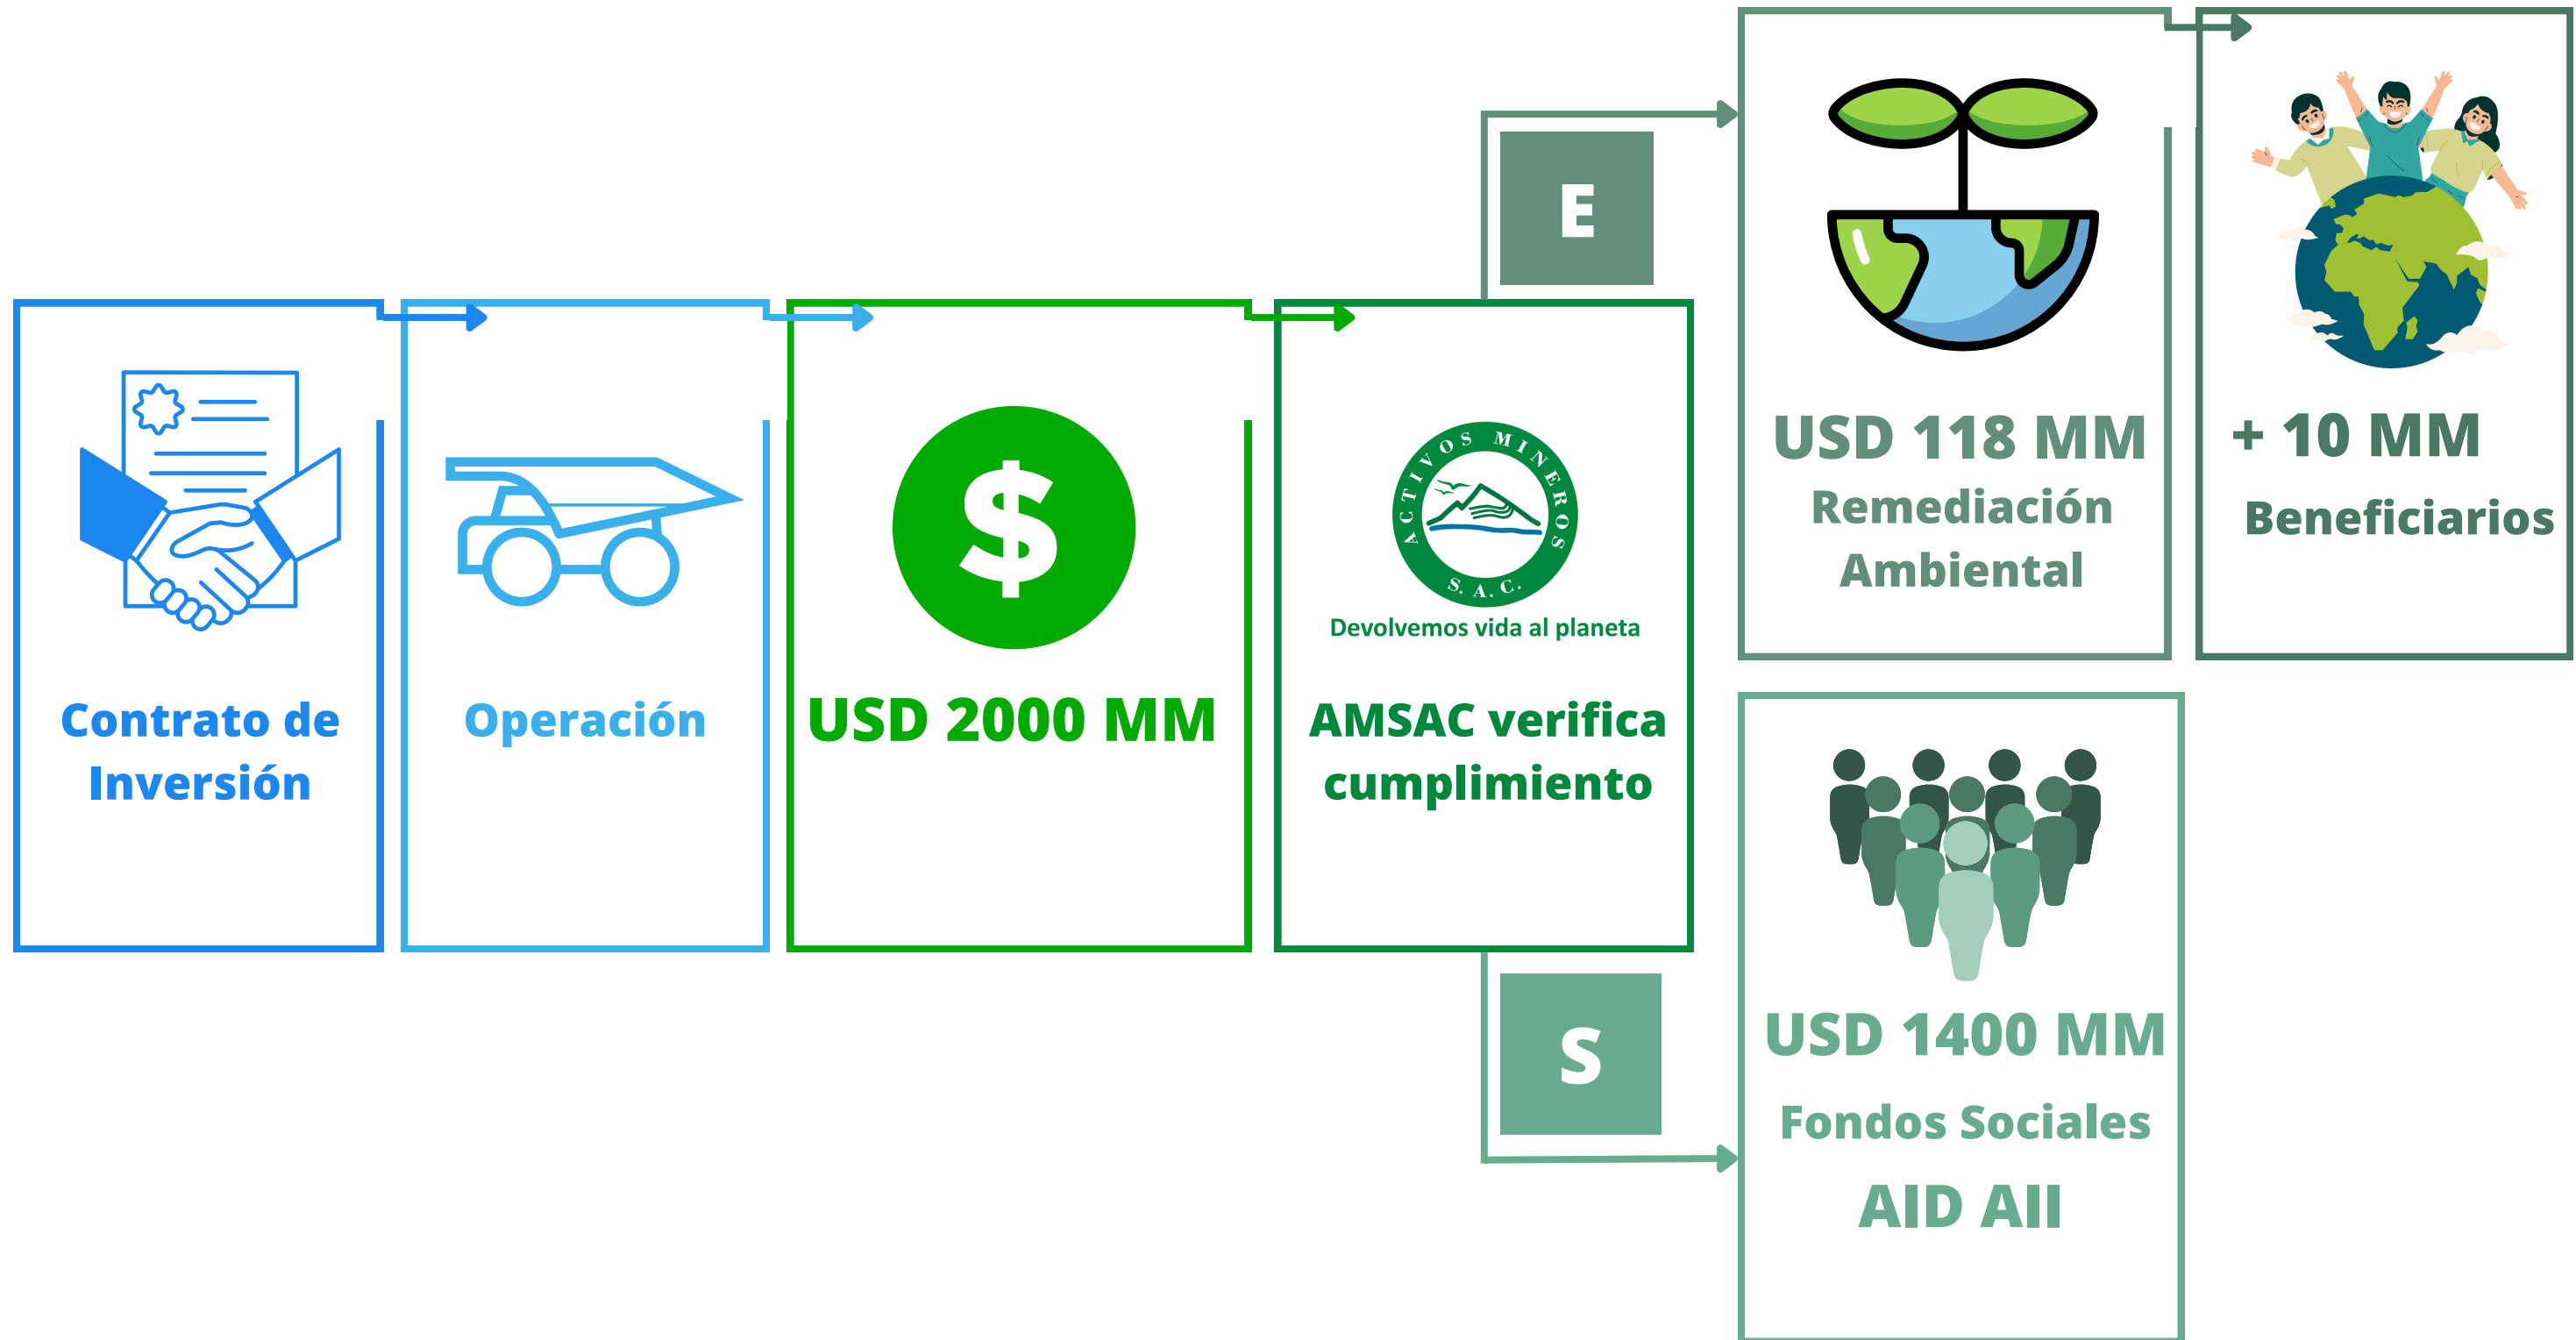 Contrato de
Inversión
Operación
$
USD 2000 MM
ACTIVOS MINEROS
S. A. C.
Devolvemos vida al planeta
AMSAC verifica
cumplimiento
E
USD 118 MM
Remediación
Ambiental
+ 10 MM
Beneficiarios
S
USD 1400 MM
Fondos Sociales
AID AII